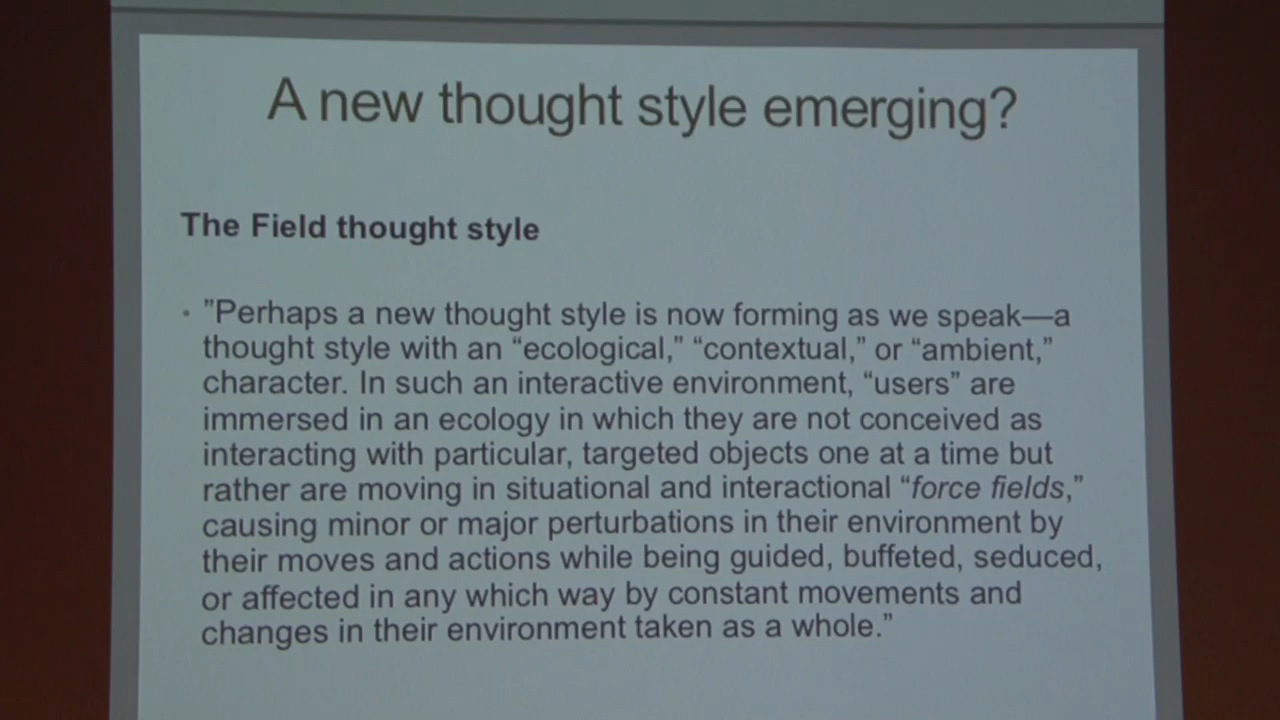 A new thought style emerging?
The Field thought style
• ”Perhaps a new thought style is now forming as we speak—a
thought style with an “ecological,” “contextual,” or “ambient,”
character. In such an interactive environment, “users” are
immersed in an ecology in which they are not conceived as
interacting with particular, targeted objects one at a time but
rather are moving in situational and interactional “force fields,”
causing minor or major perturbations in their environment by
their moves and actions while being guided, buffeted, seduced,
or affected in any which way by constant movements and
changes in their environment taken as a whole.”